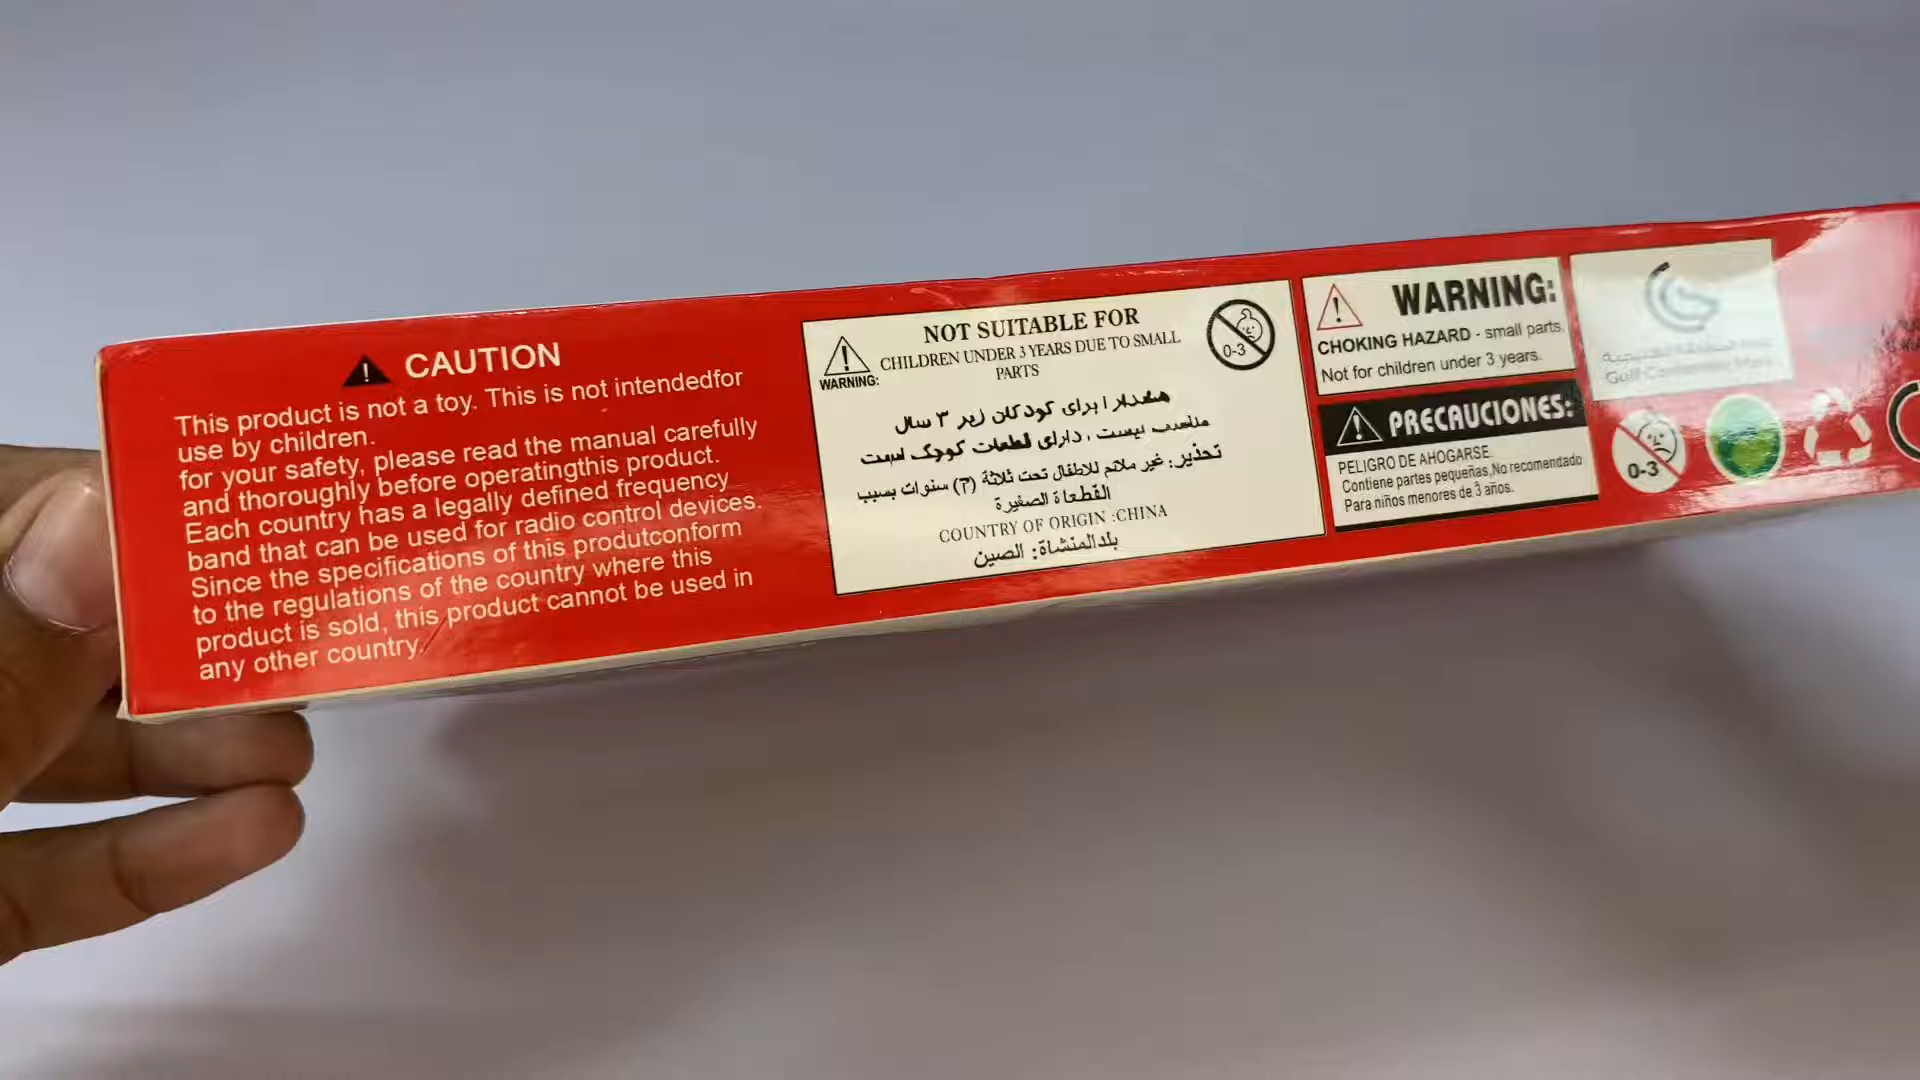 CAUTION
This product is not a toy. This is not intendedfor
use by children.
for your safety, please read the manual carefully
and thoroughly before operatingthis product.
Each country has a legally defined frequency
band that can be used for radio control devices.
Since the specifications of this produtconform
to the regulations of the country where this
product is sold, this product cannot be used in
any other country.
WARNING:
NOT SUITABLE FOR
CHILDREN UNDER 3 YEARS DUE TO SMALL
PARTS
0-3
هشدار ! برای کودکان زیر ۳ سال
مناسب نیست ، دارای قطعات کوچک است
تحذير: غير ملائم للاطفال تحت ثلاثة (٣) سنوات بسبب
القطعاة الصغيرة
COUNTRY OF ORIGIN :CHINA
بلدالمنشاة: الصين
WARNING:
CHOKING HAZARD - small parts.
Not for children under 3 years.
PRECAUCIONES:
PELIGRO DE AHOGARSE
Contiene partes pequeñas,No recomendado
Para niños menores de 3 años.
0-3